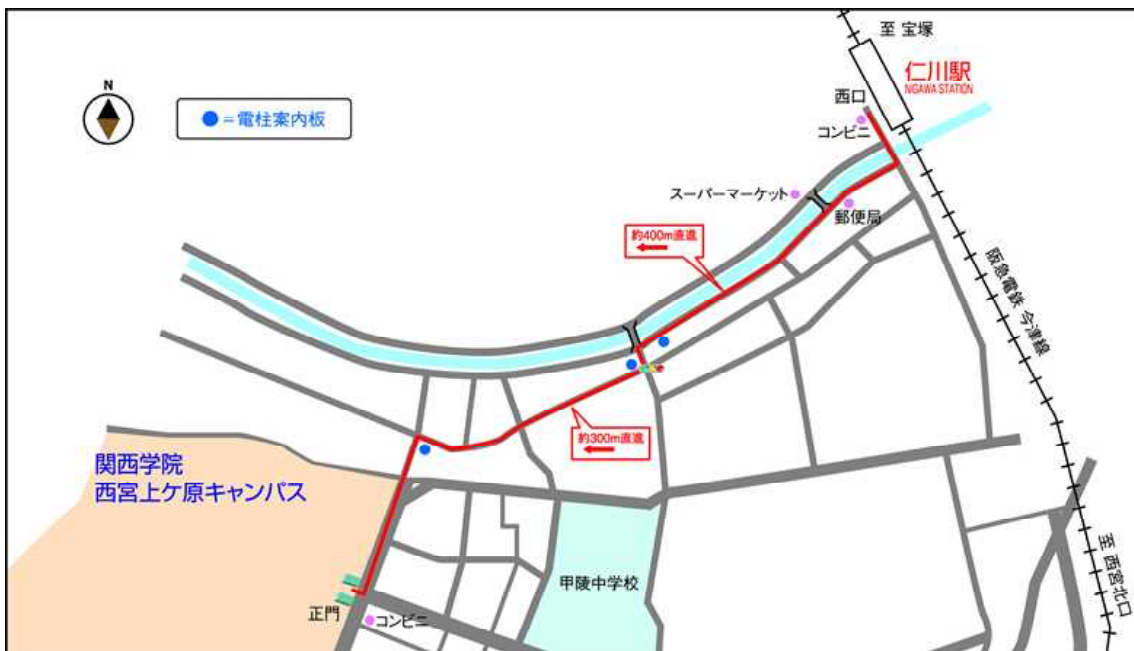 至 宝塚
仁川駅
NIGAWA STATION
N
●＝電柱案内板
西口
コンビニ
スーパーマーケット
郵便局
約400m直進
阪急電鉄 今津線
約300m直進
関西学院
西宮上ケ原キャンパス
至 西宮北口
甲陵中学校
正門
コンビニ